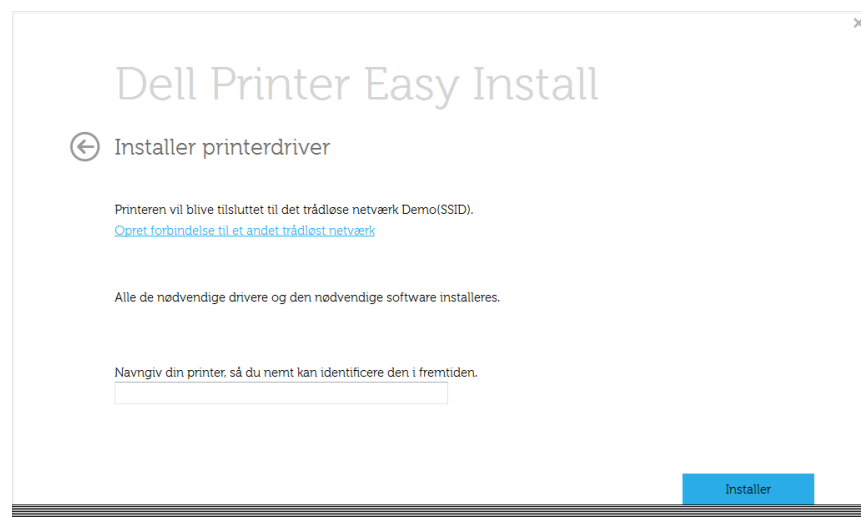 Dell Printer Easy Install
Installer printerdriver
Printeren vil blive tilsluttet til det trådløse netværk Demo(SSID).
Opret forbindelse til et andet trådløst netværk
Alle de nødvendige drivere og den nødvendige software installeres.
Navngiv din printer, så du nemt kan identificere den i fremtiden.
Installer